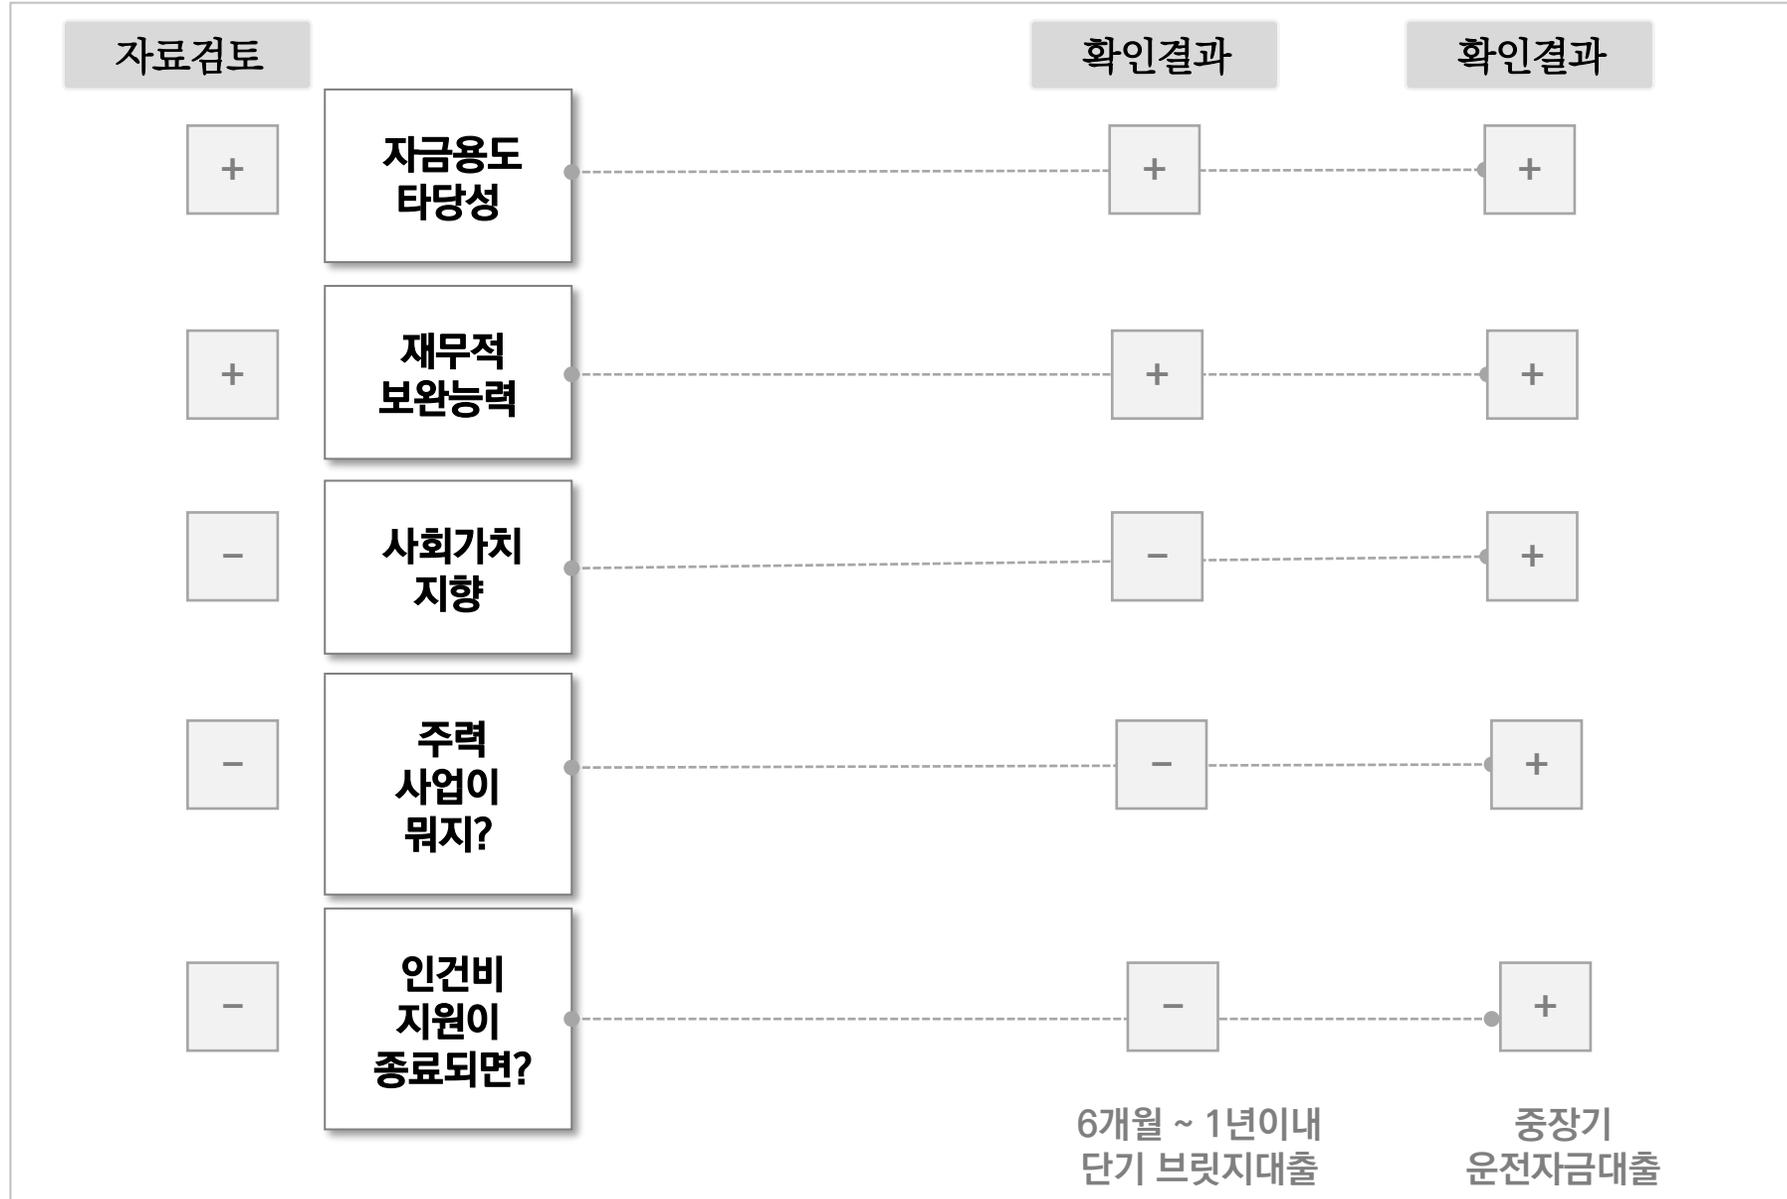 자료검토
확인결과
확인결과
+
자금용도
타당성
+
+
+
재무적
보완능력
+
+
–
사회가치
지향
–
+
–
주력
사업이
뭐지?
–
+
–
인건비
지원이
종료되면?
–
+
6개월 ~ 1년이내
단기 브릿지대출
중장기
운전자금대출